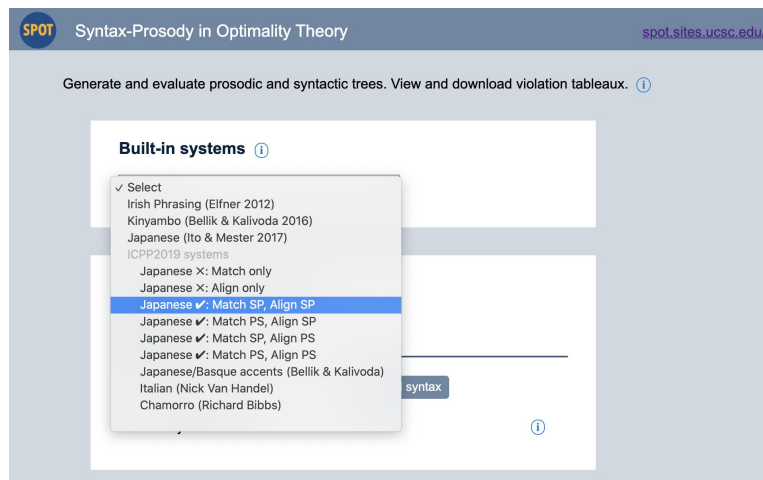 SPOT
Syntax-Prosody in Optimality Theory
spot.sites.ucsc.edu/
Generate and evaluate prosodic and syntactic trees. View and download violation tableaux. i
Built-in systems i
✓ Select
Irish Phrasing (Elfner 2012)
Kinyambo (Bellik & Kalivoda 2016)
Japanese (Ito & Mester 2017)
ICPP2019 systems
Japanese ✕: Match only
Japanese ✕: Align only
Japanese ✔: Match SP, Align SP
Japanese ✔: Match PS, Align SP
Japanese ✔: Match SP, Align PS
Japanese ✔: Match PS, Align PS
Japanese/Basque accents (Bellik & Kalivoda)
Italian (Nick Van Handel)
syntax
Chamorro (Richard Bibbs)
i